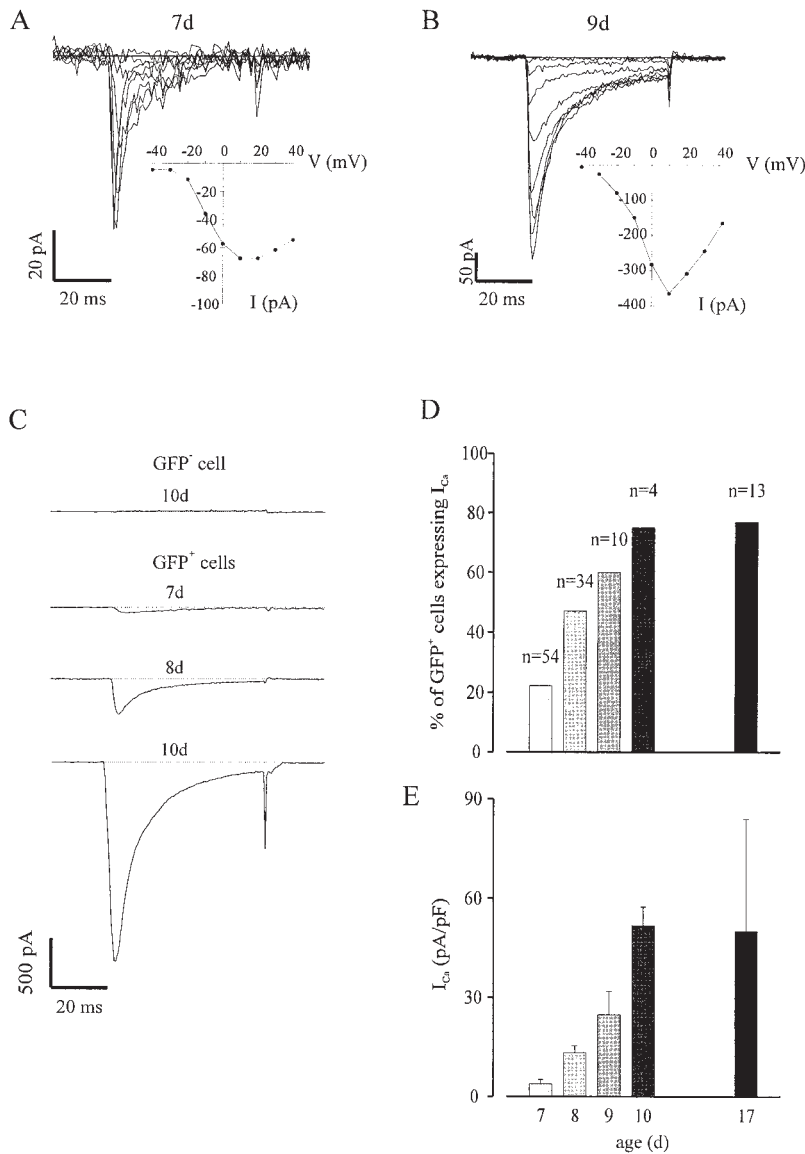 A
7d
B
9d
-40 -20 0 20 40
V (mV)
-20
-40
-60
-80
-100
I (pA)
20 pA
20 ms
-40 -20 0 20 40
V (mV)
-100
-200
-300
-400
I (pA)
50 pA
20 ms
C
GFP⁻ cell
10d
GFP⁺ cells
7d
8d
10d
500 pA
20 ms
D
% of GFP⁺ cells expressing I_Ca
100
80
60
40
20
0
n=54
n=34
n=10
n=4
n=13
E
I_Ca (pA/pF)
90
60
30
0
7 8 9 10 17
age (d)